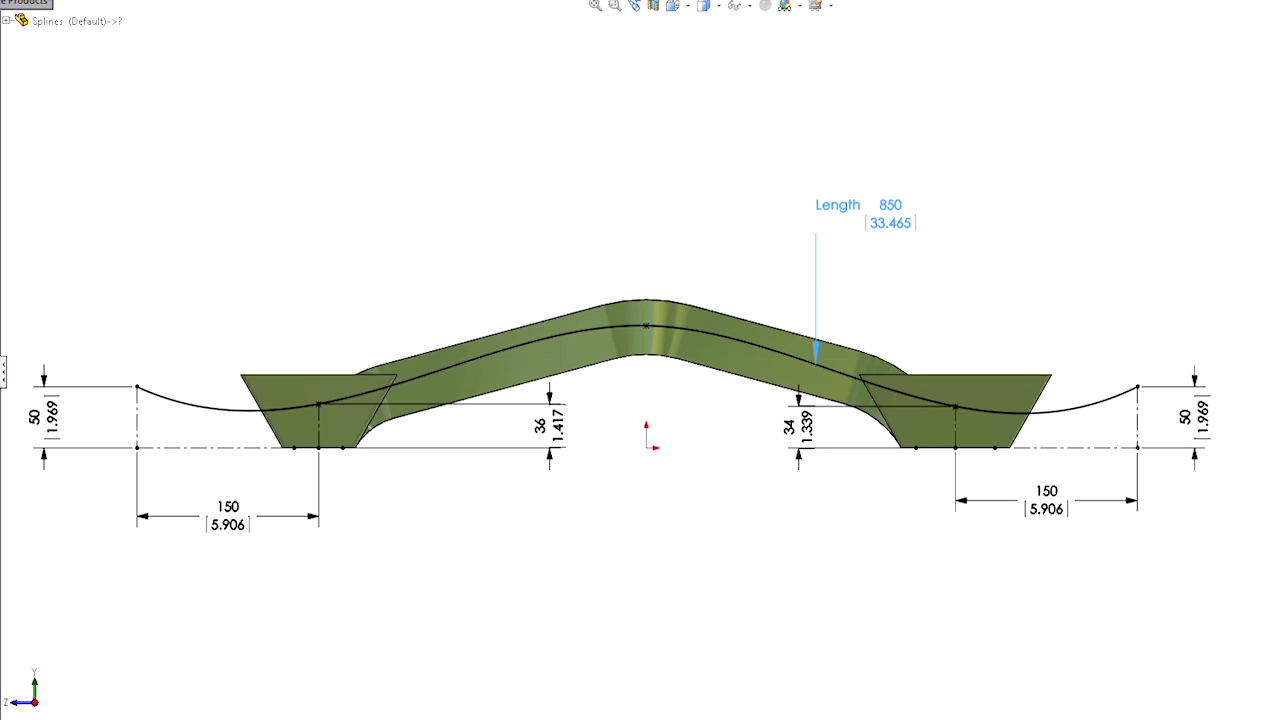 e Products
Splines (Default)->?
Length 850
33.465
50
1.969
36
1.417
34
1.339
50
1.969
150
5.906
150
5.906
Y
Z